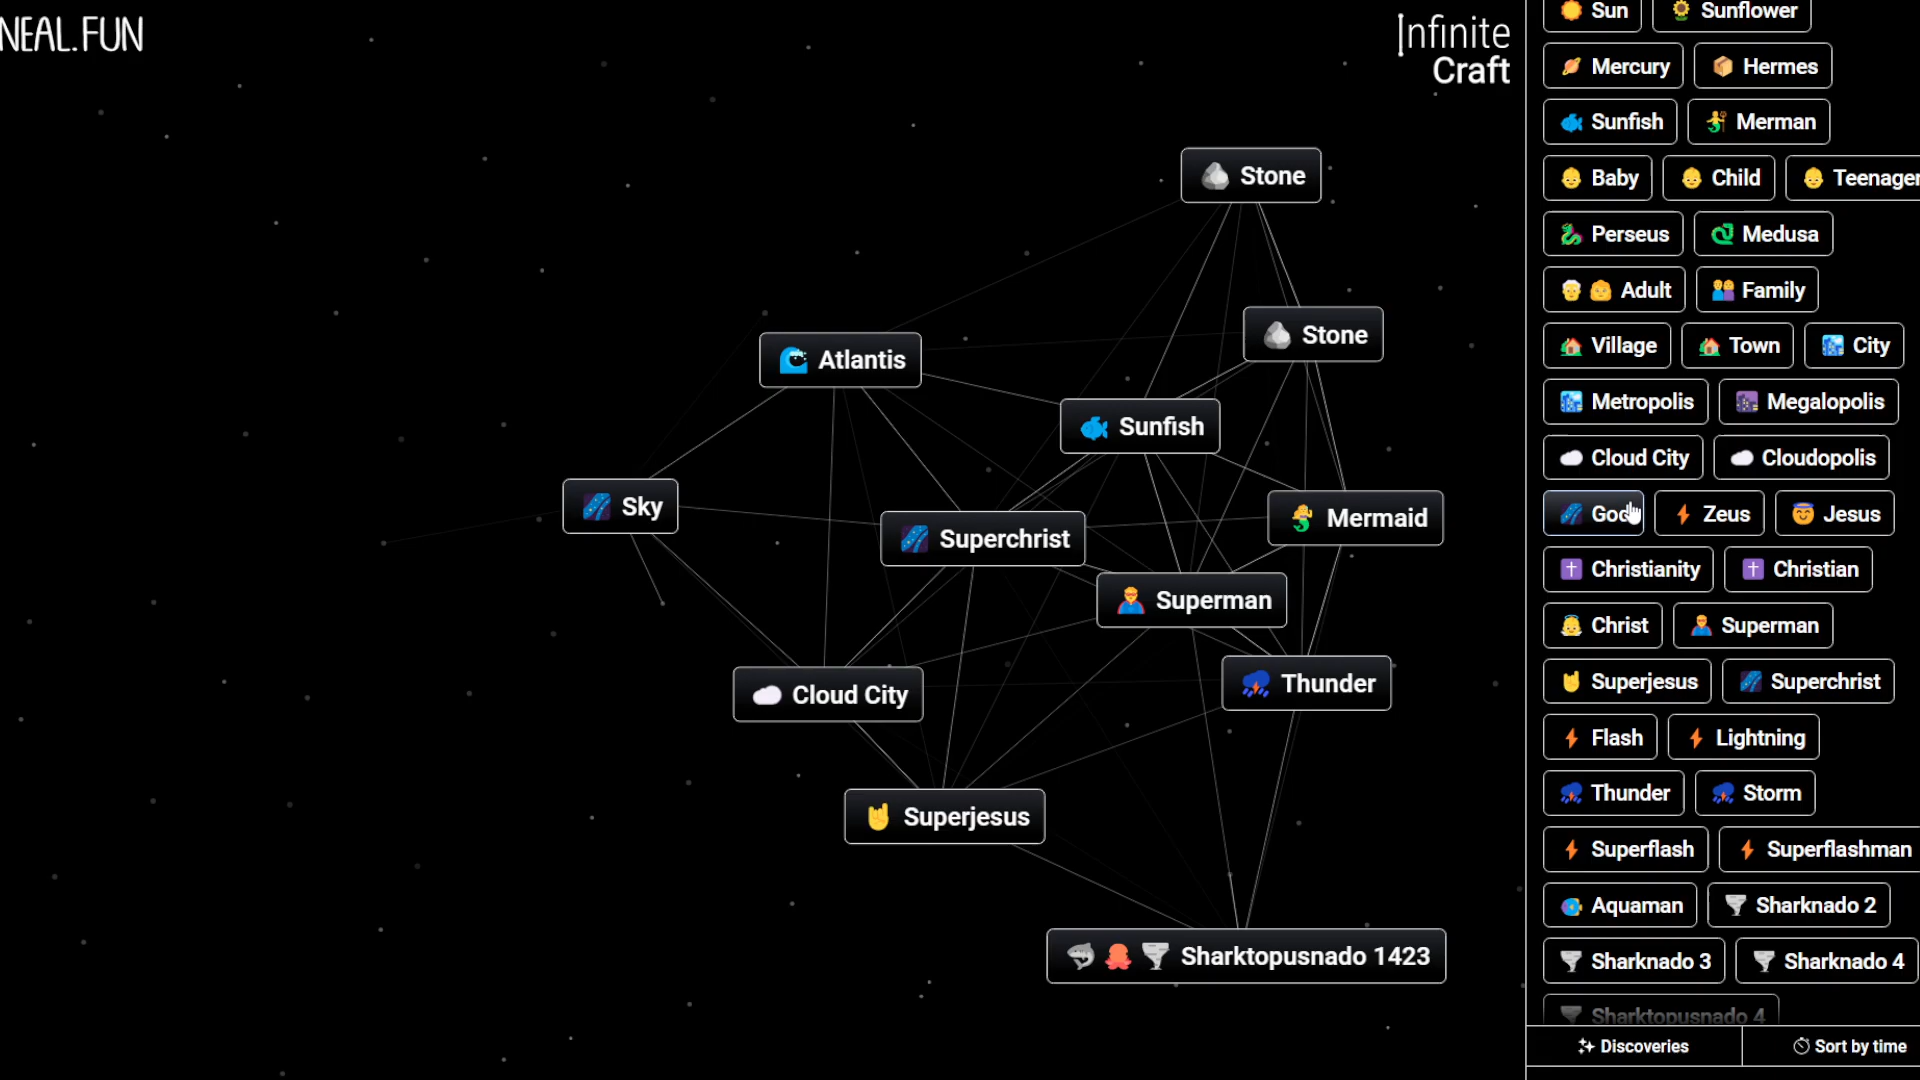 NEAL.FUN
Infinite
Craft
Stone
Stone
Atlantis
Sunfish
Sky
Superchrist
Mermaid
Superman
Thunder
Cloud City
Superjesus
Sharktopusnado 1423
Sun Sunflower
Mercury Hermes
Sunfish Merman
Baby Child Teenager
Perseus Medusa
Adult Family
Village Town City
Metropolis Megalopolis
Cloud City Cloudopolis
God Zeus Jesus
Christianity Christian
Christ Superman
Superjesus Superchrist
Flash Lightning
Thunder Storm
Superflash Superflashman
Aquaman Sharknado 2
Sharknado 3 Sharknado 4
Sharktopusnado 4
Discoveries Sort by time